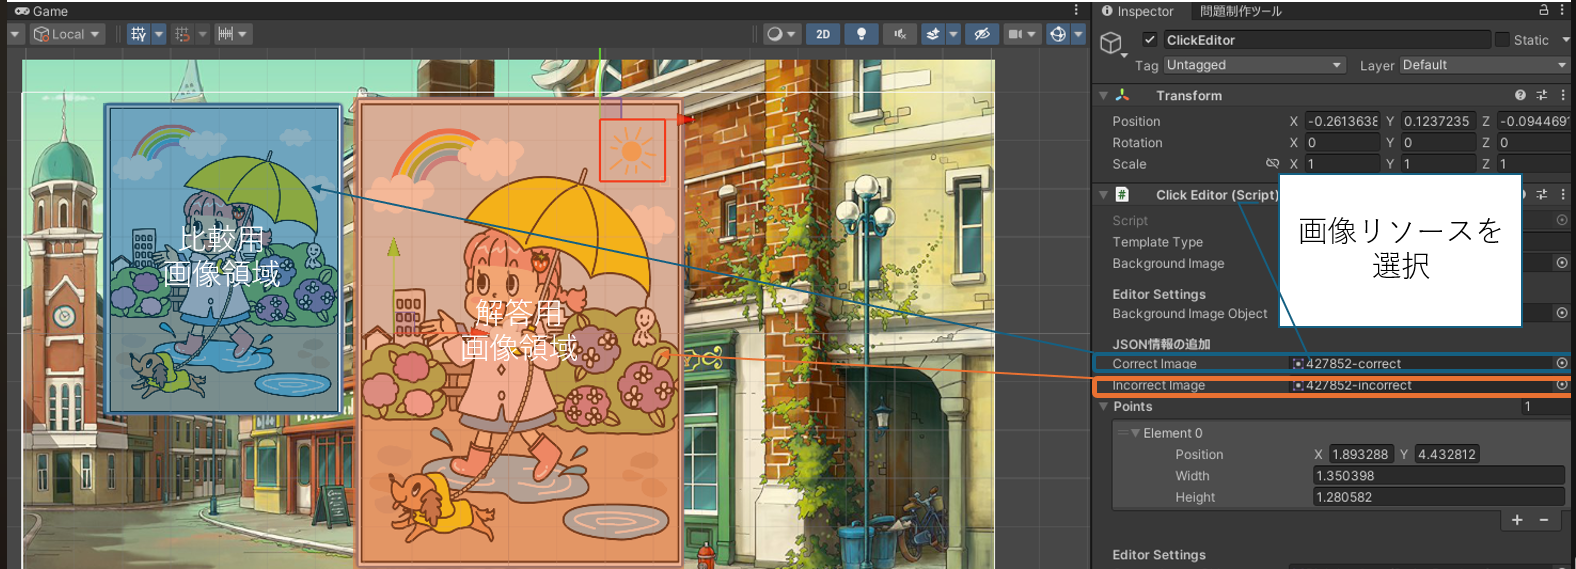 Game
Local
2D
比較用
画像領域
解答用
画像領域
Inspector
問題制作ツール
ClickEditor
Static
Tag Untagged
Layer Default
Transform
Position X -0.2613638 Y 0.1237235 Z -0.0944691
Rotation X 0 Y 0 Z 0
Scale X 1 Y 1 Z 1
# Click Editor (Script)
Script
Template Type
Background Image
画像リソースを
選択
Editor Settings
Background Image Object
JSON情報の追加
Correct Image 427852-correct
Incorrect Image 427852-incorrect
Points 1
Element 0
Position X 1.893288 Y 4.432812
Width 1.350398
Height 1.280582
+ −
Editor Settings